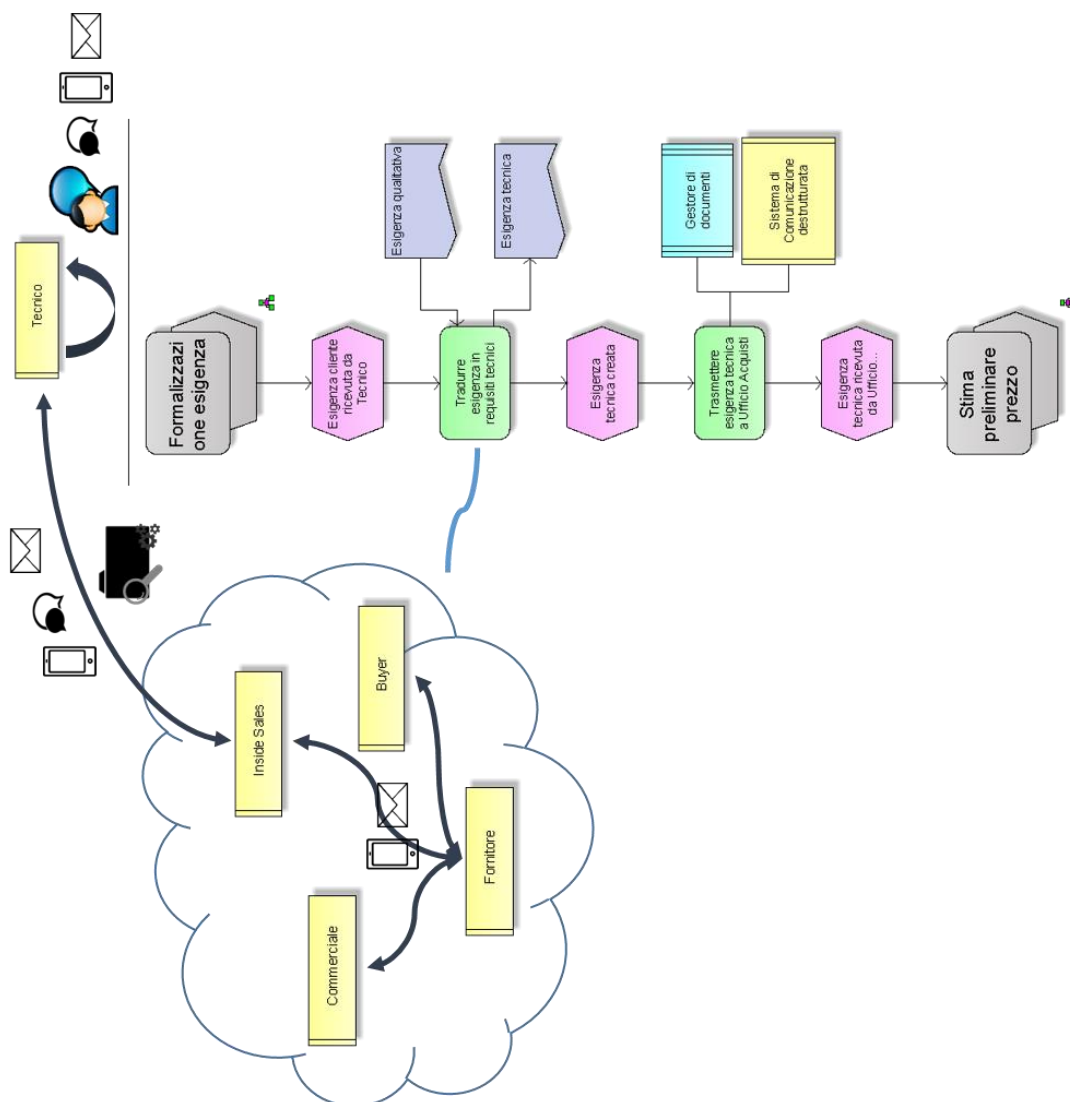 Tecnico
Formalizzazi
one esigenza
Esigenza cliente
ricevuta da
Tecnico
Esigenza qualitativa
Tradurre
esigenza in
requisiti tecnici
Esigenza tecnica
Esigenza
tecnica creata
Gestore di
documenti
Sistema di
Comunicazione
destrutturata
Trasmettere
esigenza tecnica
a Ufficio Acquisti
Esigenza
tecnica ricevuta
da Ufficio...
Stima
preliminare
prezzo
Inside Sales
Buyer
Commerciale
Fornitore